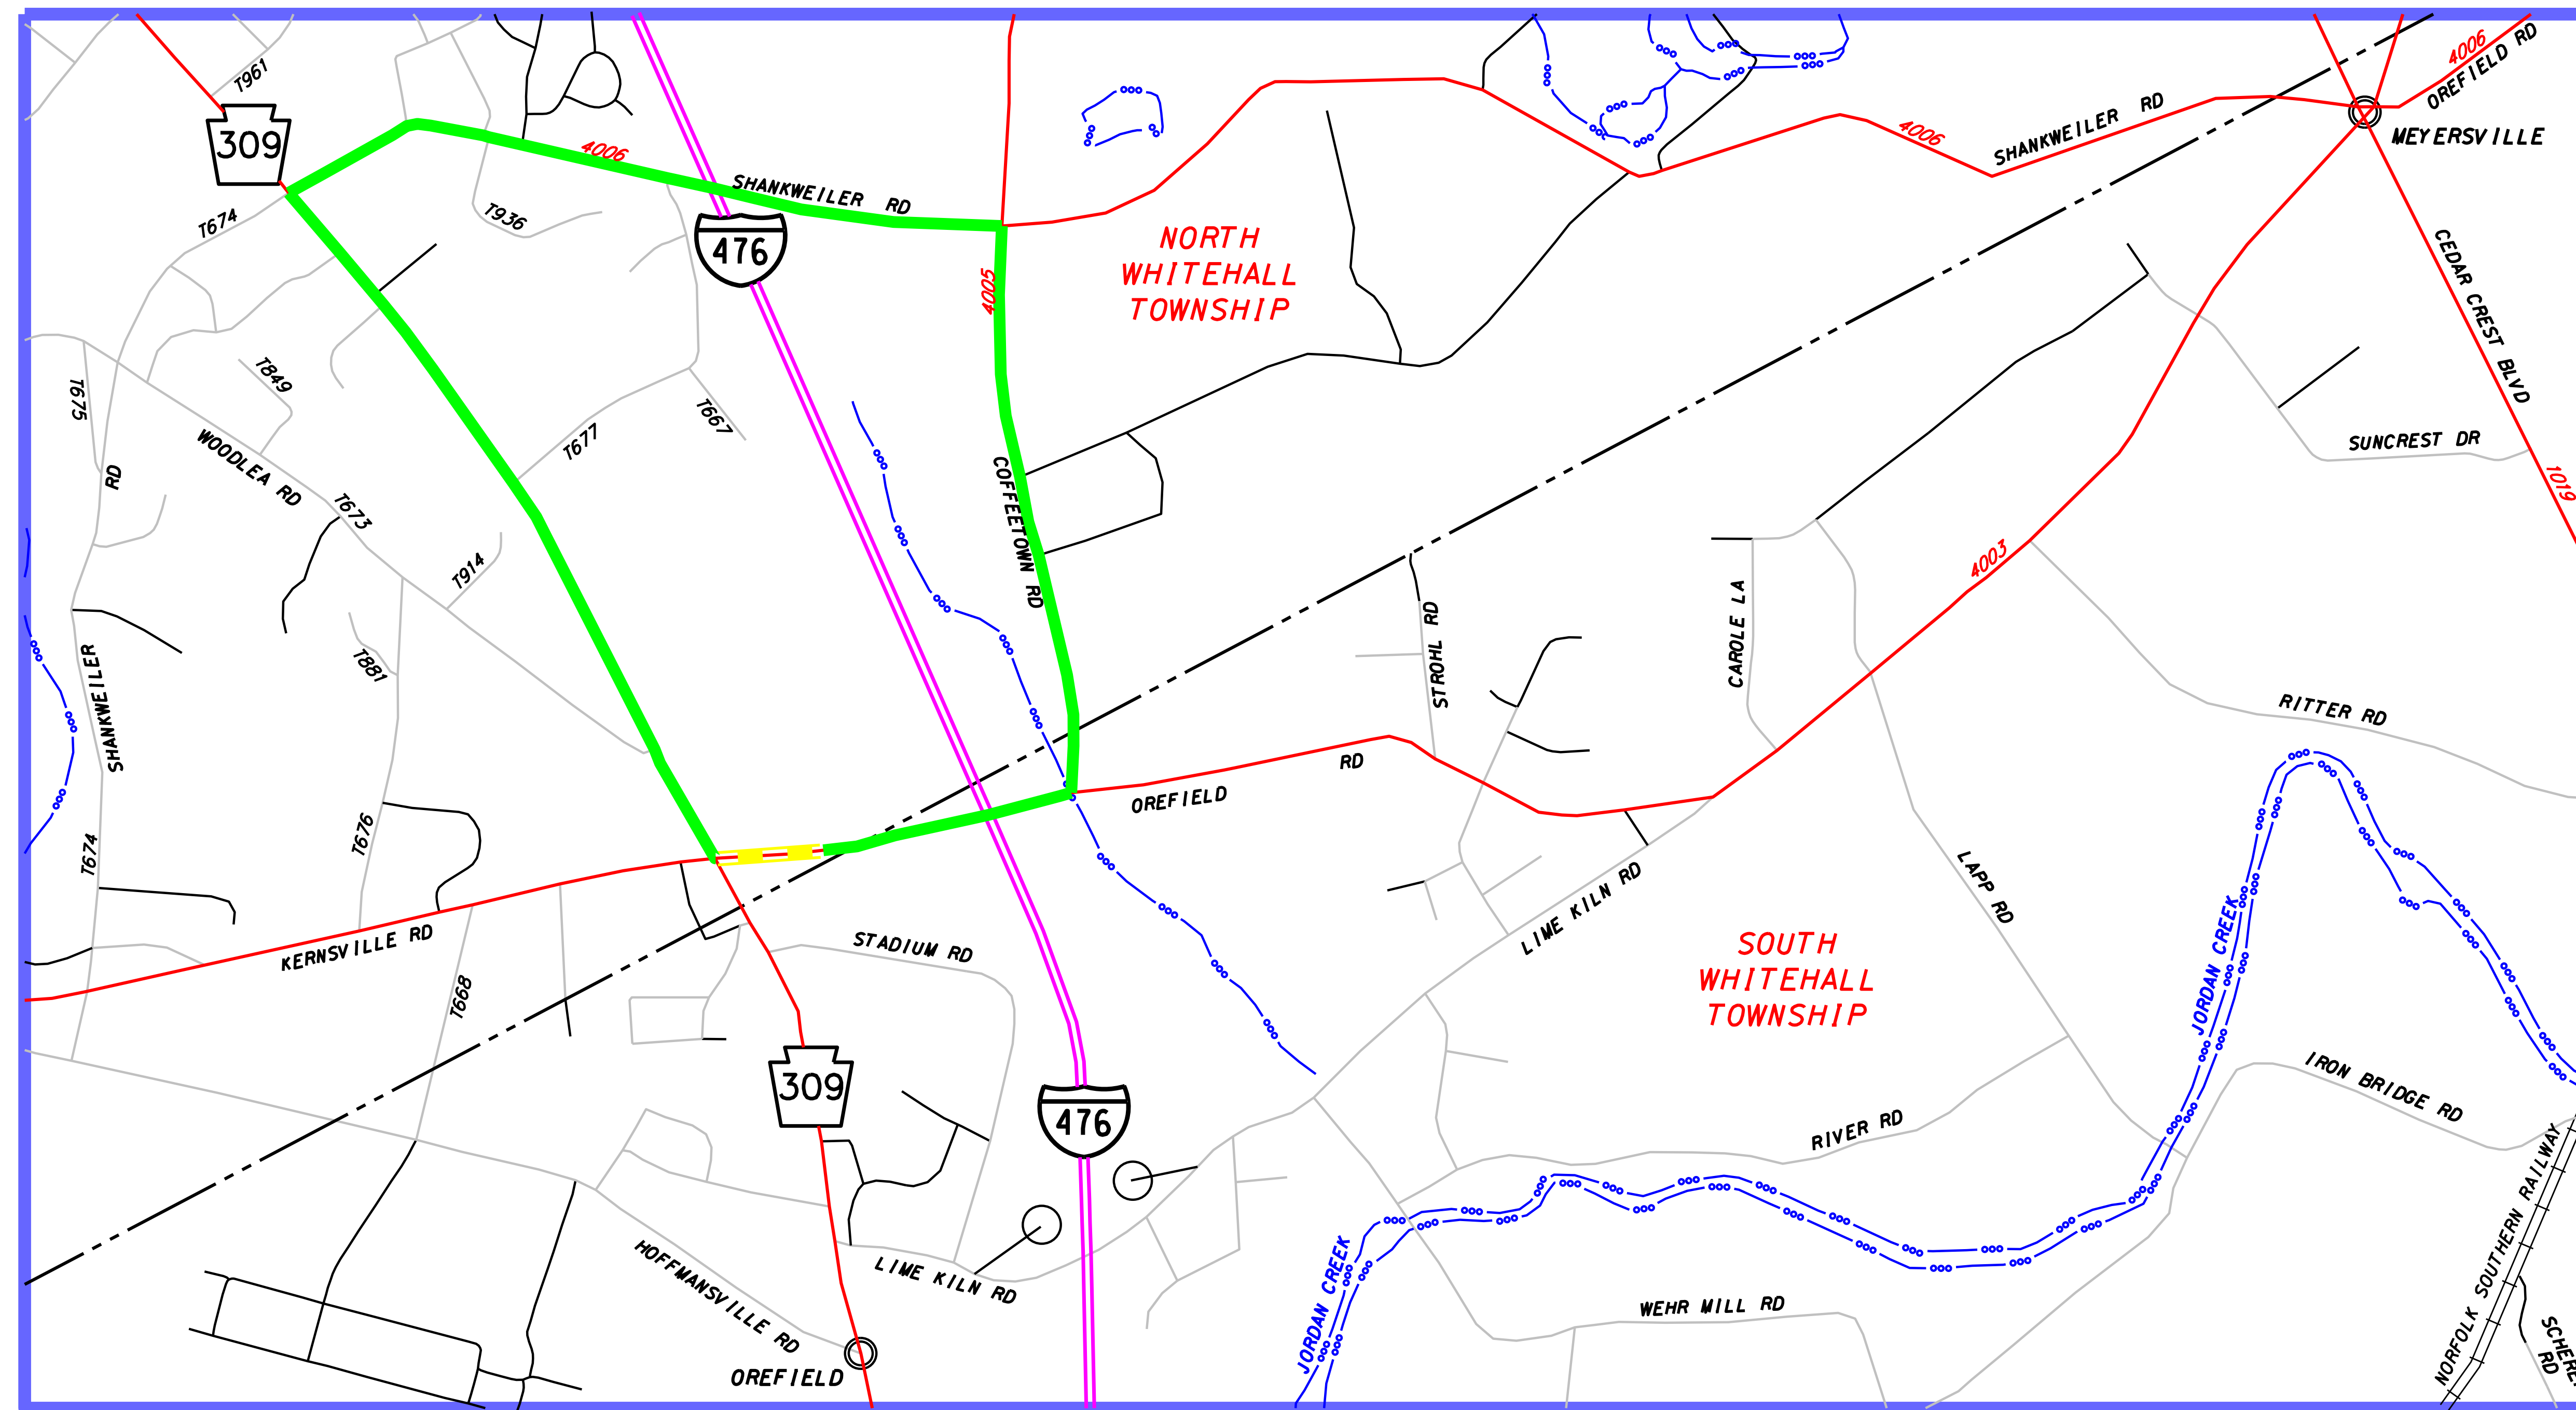 T961
4006
OREFIELD RD
309
4006
4006
SHANKWEILER RD
MEYERSVILLE
SHANKWEILER RD
T674
T936
476
NORTH
WHITEHALL
TOWNSHIP
4005
CEDAR CREST BLVD
T849
T675
T667
WOODLEA RD
T677
SUNCREST DR
RD
T673
COFFEETOWN RD
1019
T914
4003
STROHL RD
CAROLE LA
T881
SHANKWEILER
RITTER RD
RD
OREFIELD
T676
T674
LAPP RD
LIME KILN RD
KERNSVILLE RD
STADIUM RD
SOUTH
WHITEHALL
TOWNSHIP
JORDAN CREEK
T668
309
476
IRON BRIDGE RD
RIVER RD
NORFOLK SOUTHERN RAILWAY
HOFFMANSVILLE RD
LIME KILN RD
JORDAN CREEK
WEHR MILL RD
OREFIELD
RD